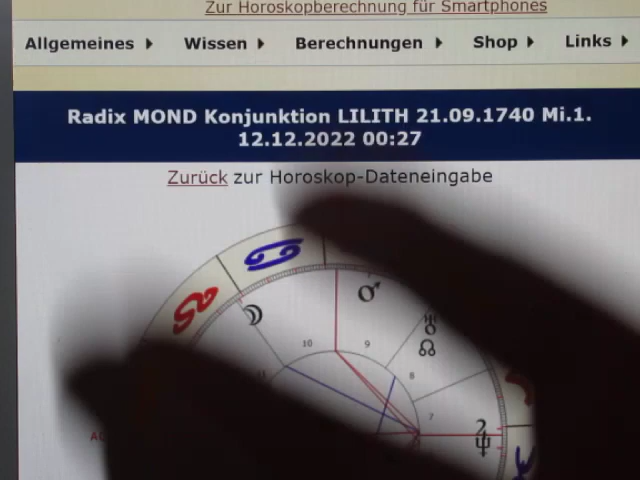 Zur Horoskopberechnung für Smartphones
Allgemeines Wissen Berechnungen Shop Links
Radix MOND Konjunktion LILITH 21.09.1740 Mi.1.
12.12.2022 00:27
Zurück zur Horoskop-Dateneingabe
10
9
8
7